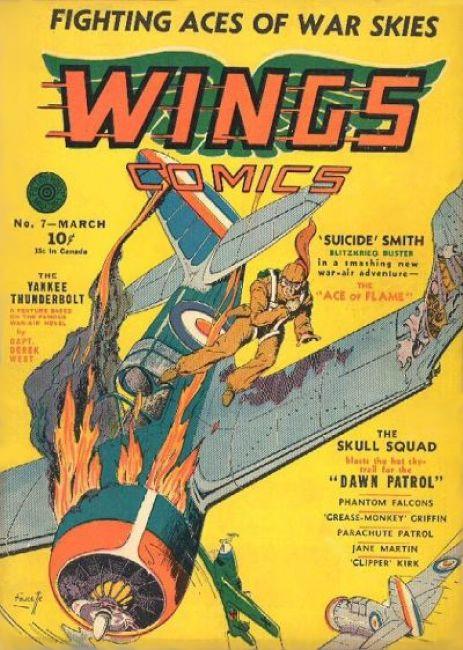 FIGHTING ACES OF WAR SKIES
WINGS
COMICS
No. 7—MARCH
10¢
15c in Canada
THE
YANKEE
THUNDERBOLT
A FEATURE BASED
ON THE FAMOUS
WAR-AIR NOVEL
by
CAPT.
DEREK
WEST
'SUICIDE' SMITH
BLITZKRIEG BUSTER
in a smashing new
war-air adventure—
THE
"ACE OF FLAME"
THE
SKULL SQUAD
blasts the hot sky-
trail for the
"DAWN PATROL"
PHANTOM FALCONS
'GREASE-MONKEY' GRIFFIN
PARACHUTE PATROL
JANE MARTIN
'CLIPPER' KIRK